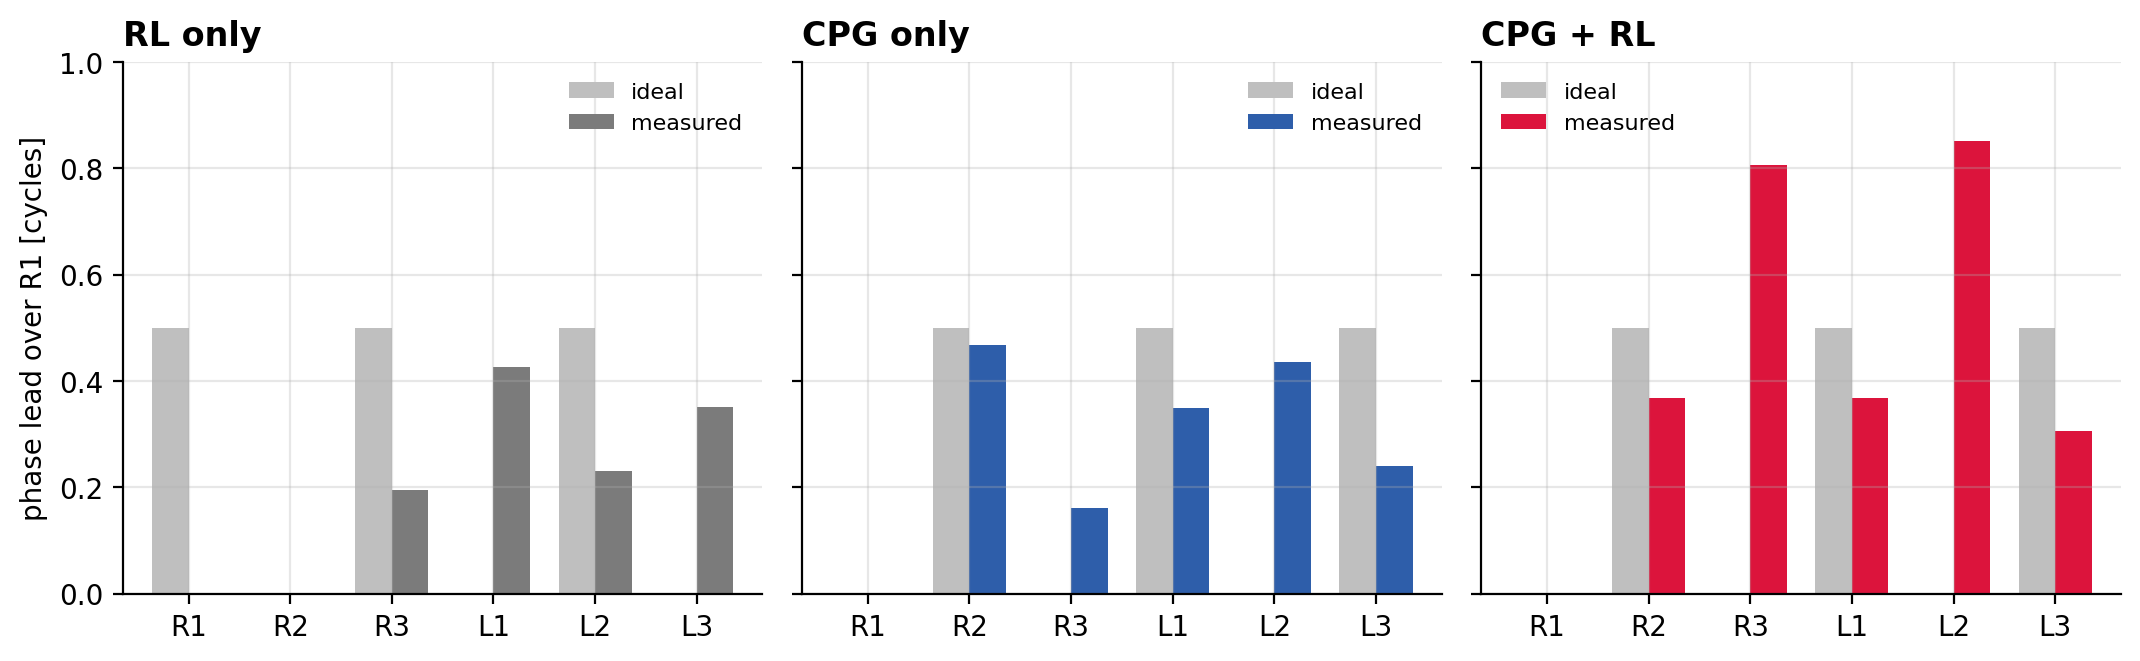 RL only
CPG only
CPG + RL
phase lead over R1 [cycles]
1.0
0.8
0.6
0.4
0.2
0.0
ideal
measured
R1 R2 R3 L1 L2 L3
ideal
measured
R1 R2 R3 L1 L2 L3
ideal
measured
R1 R2 R3 L1 L2 L3